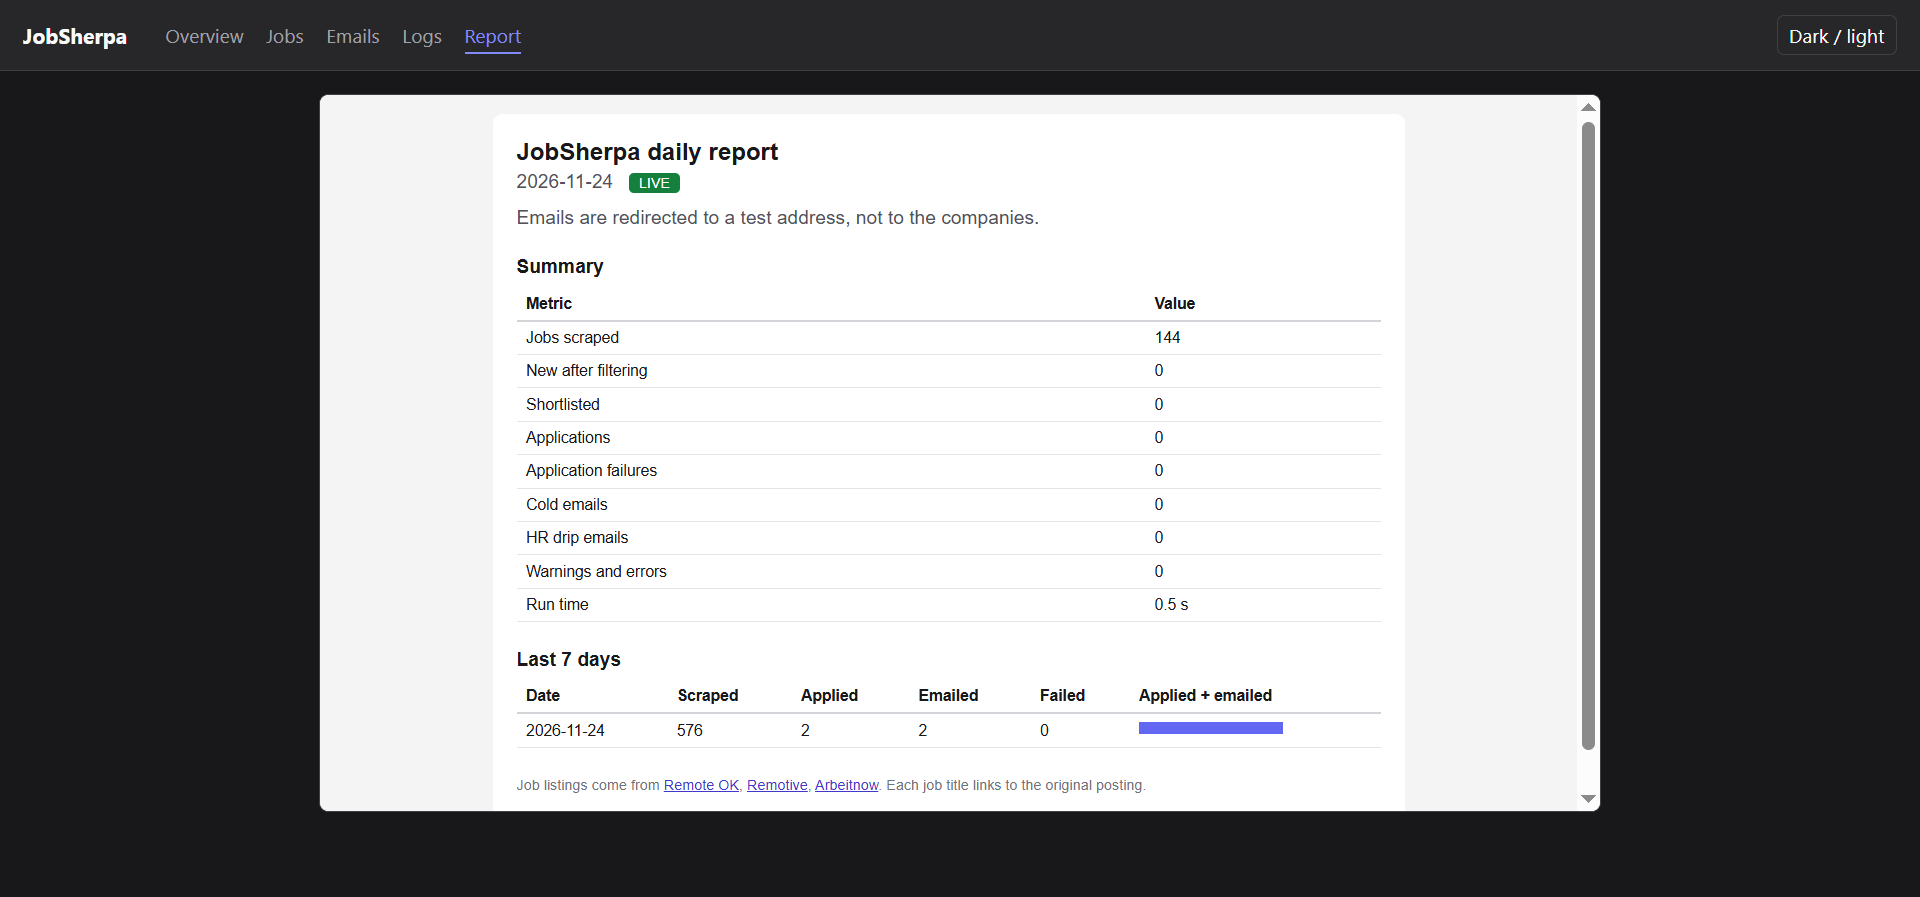 JobSherpa Overview Jobs Emails Logs Report Dark / light
JobSherpa daily report
2026-11-24 LIVE
Emails are redirected to a test address, not to the companies.
Summary
Metric Value
Jobs scraped 144
New after filtering 0
Shortlisted 0
Applications 0
Application failures 0
Cold emails 0
HR drip emails 0
Warnings and errors 0
Run time 0.5 s
Last 7 days
Date Scraped Applied Emailed Failed Applied + emailed
2026-11-24 576 2 2 0
Job listings come from Remote OK, Remotive, Arbeitnow. Each job title links to the original posting.